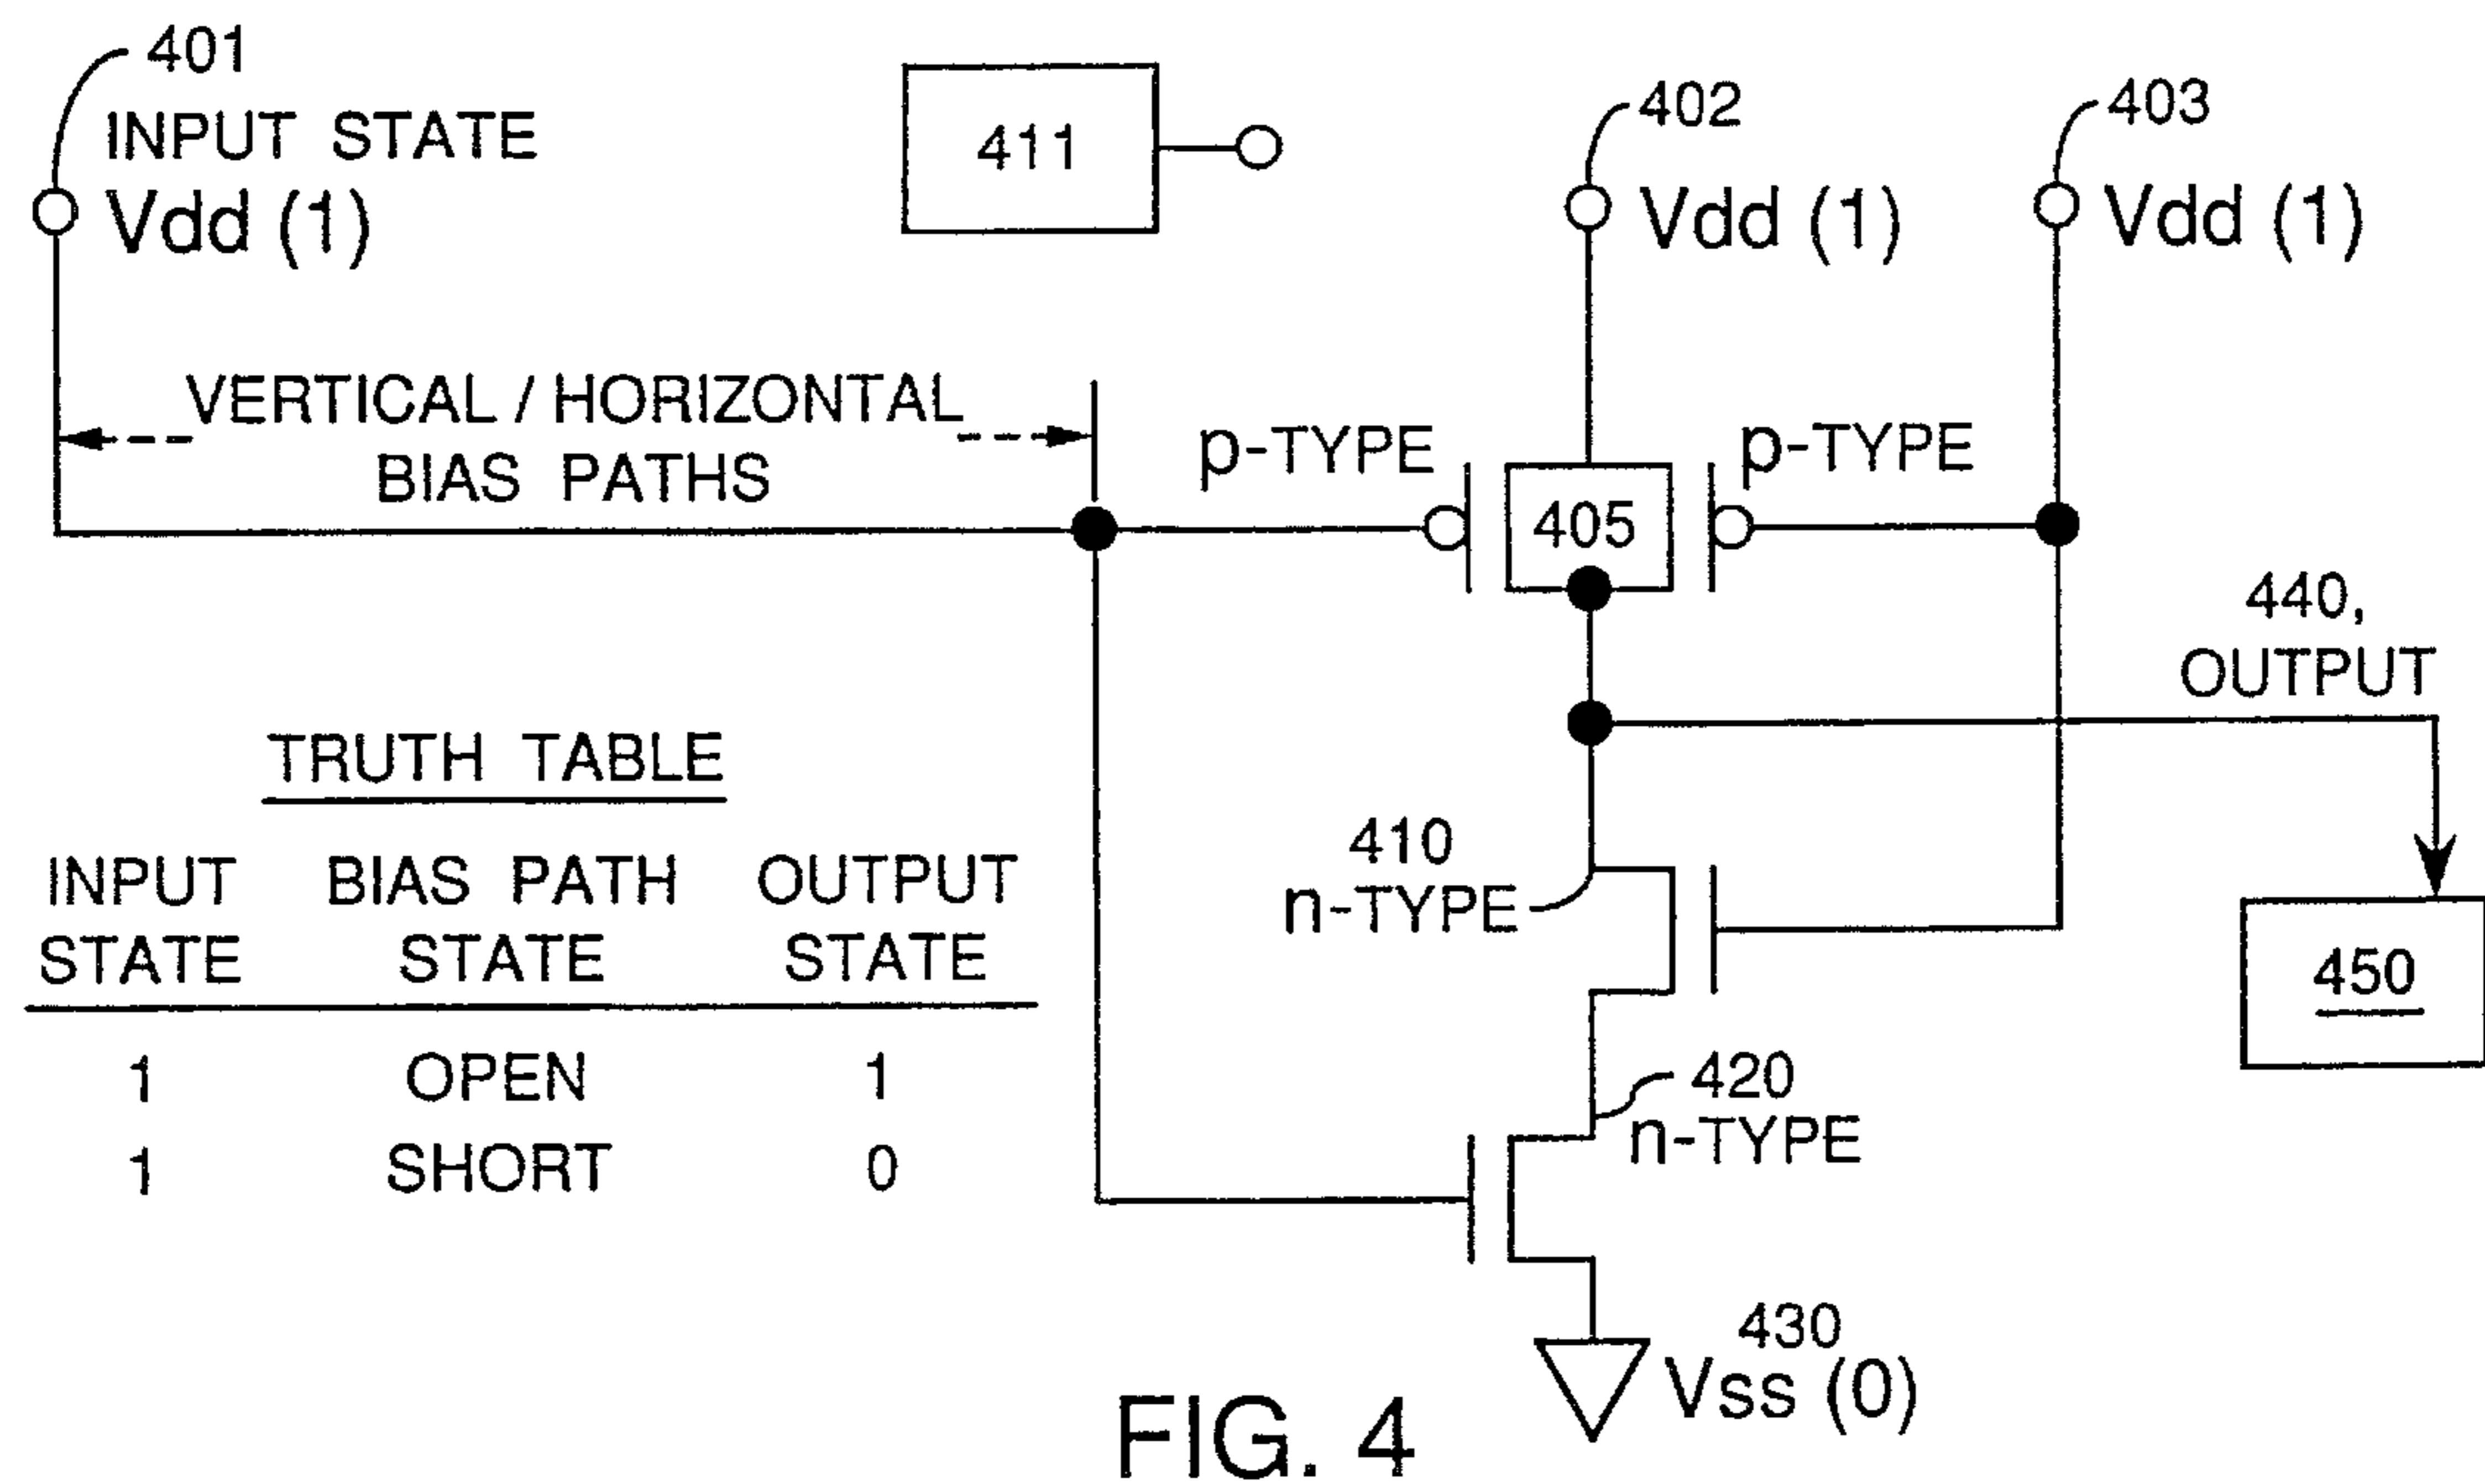 401
INPUT STATE
Vdd (1)
411
402
Vdd (1)
403
Vdd (1)
VERTICAL / HORIZONTAL
BIAS PATHS
p-TYPE
405
p-TYPE
440,
OUTPUT
TRUTH TABLE
INPUT STATE
BIAS PATH STATE
OUTPUT STATE
1 OPEN 1
1 SHORT 0
410
n-TYPE
450
420
n-TYPE
430
Vss (0)
FIG. 4